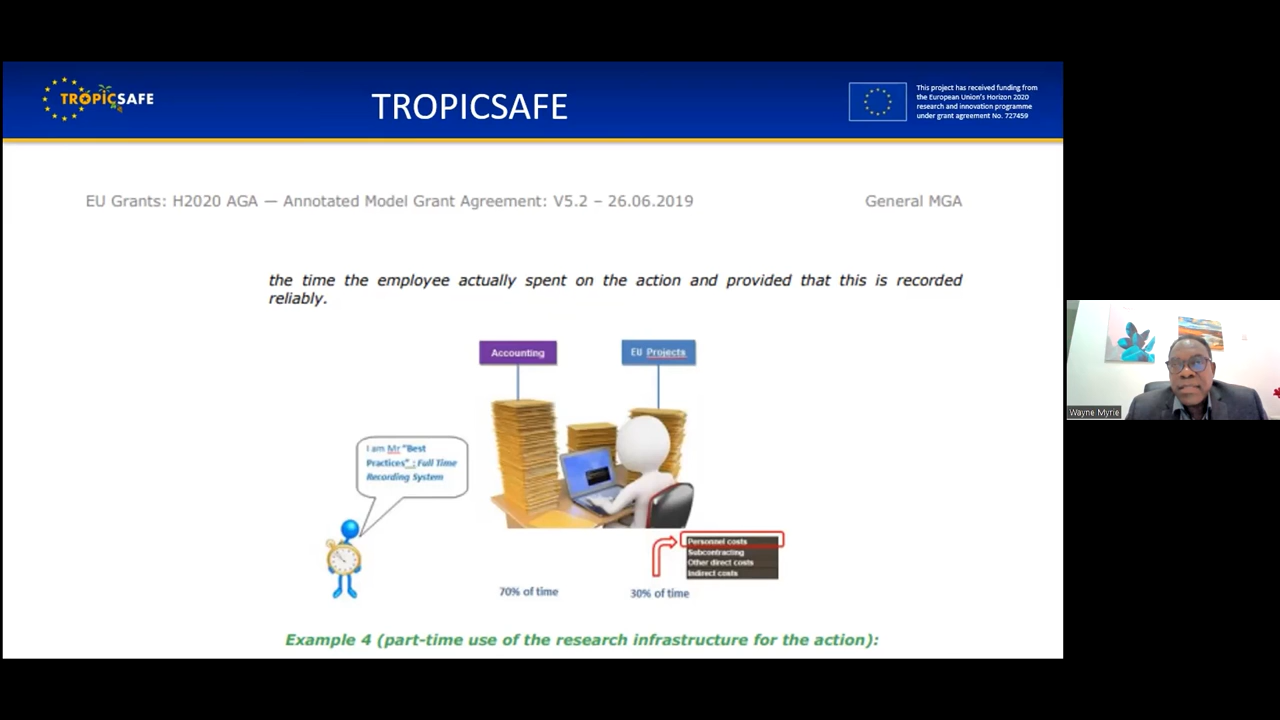 TROPICSAFE
TROPICSAFE
This project has received funding from
the European Union's Horizon 2020
research and innovation programme
under grant agreement No. 727459
EU Grants: H2020 AGA — Annotated Model Grant Agreement: V5.2 – 26.06.2019
General MGA
the time the employee actually spent on the action and provided that this is recorded
reliably.
Accounting
EU Projects
I am Mr "Best
Practices" : Full Time
Recording System
Personnel costs
Subcontracting
Other direct costs
Indirect costs
70% of time
30% of time
Example 4 (part-time use of the research infrastructure for the action):
Wayne Myrie